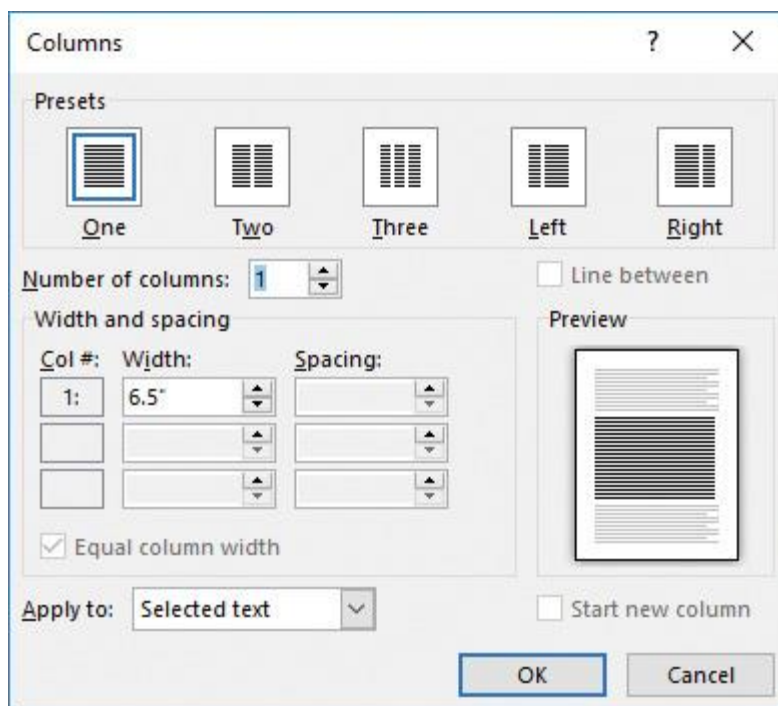 Columns ?
Presets
One Two Three Left Right
Number of columns: 1 Line between
Width and spacing Preview
Col #: Width: Spacing:
1: 6.5"
Equal column width
Apply to: Selected text Start new column
OK Cancel